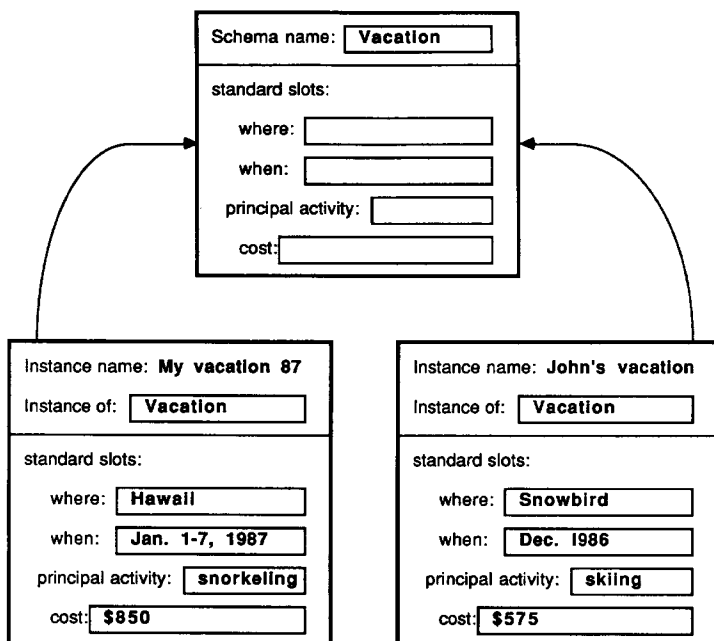 Schema name: Vacation
standard slots:
where:
when:
principal activity:
cost:
Instance name: My vacation 87
Instance of: Vacation
standard slots:
where: Hawaii
when: Jan. 1-7, 1987
principal activity: snorkeling
cost: $850
Instance name: John's vacation
Instance of: Vacation
standard slots:
where: Snowbird
when: Dec. 1986
principal activity: skiing
cost: $575